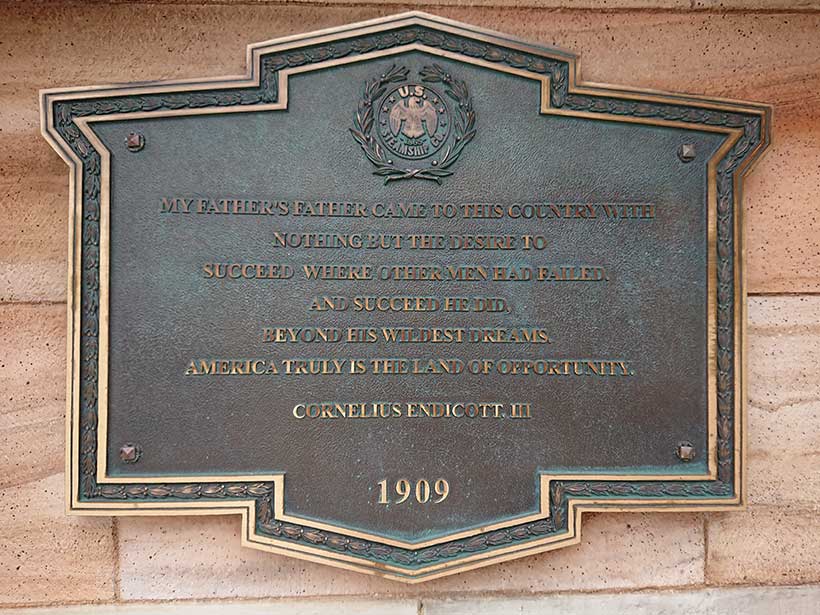 U.S.
1865
STEAMSHIP CO.
MY FATHER'S FATHER CAME TO THIS COUNTRY WITH
NOTHING BUT THE DESIRE TO
SUCCEED WHERE OTHER MEN HAD FAILED.
AND SUCCEED HE DID,
BEYOND HIS WILDEST DREAMS.
AMERICA TRULY IS THE LAND OF OPPORTUNITY.
CORNELIUS ENDICOTT, III
1909